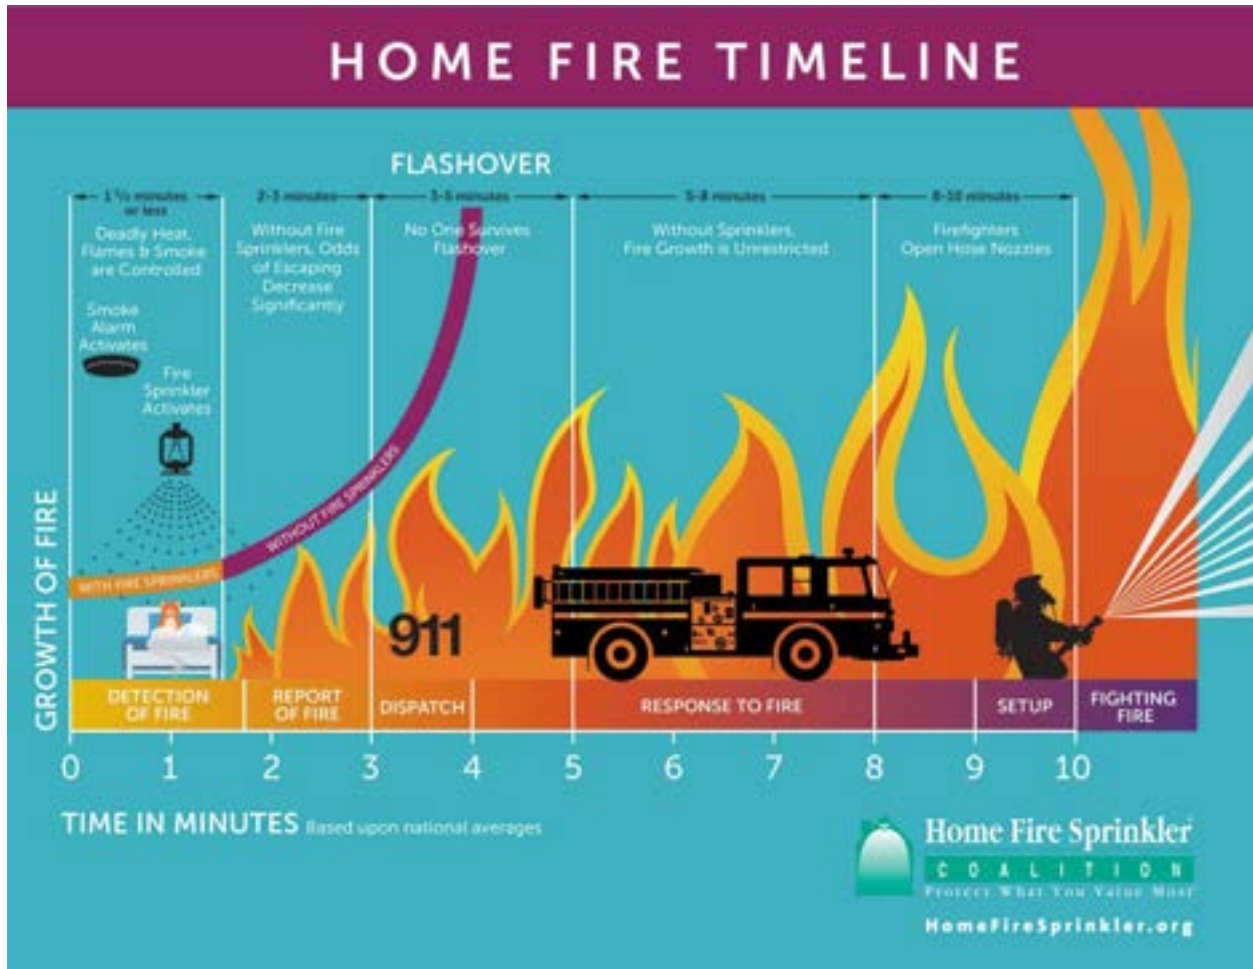 HOME FIRE TIMELINE
FLASHOVER
1 ½ minutes
or less
Deadly Heat,
Flames & Smoke
are Controlled
Smoke
Alarm
Activates
Fire
Sprinkler
Activates
2-3 minutes
Without Fire
Sprinklers, Odds
of Escaping
Decrease
Significantly
3-5 minutes
No One Survives
Flashover
5-8 minutes
Without Sprinklers,
Fire Growth is Unrestricted
8-10 minutes
Firefighters
Open Hose Nozzles
GROWTH OF FIRE
WITH FIRE SPRINKLERS
WITHOUT FIRE SPRINKLERS
911
DETECTION
OF FIRE
REPORT
OF FIRE
DISPATCH
RESPONSE TO FIRE
SETUP
FIGHTING
FIRE
0 1 2 3 4 5 6 7 8 9 10
TIME IN MINUTES Based upon national averages
Home Fire Sprinkler
COALITION
Protect What You Value Most
HomeFireSprinkler.org